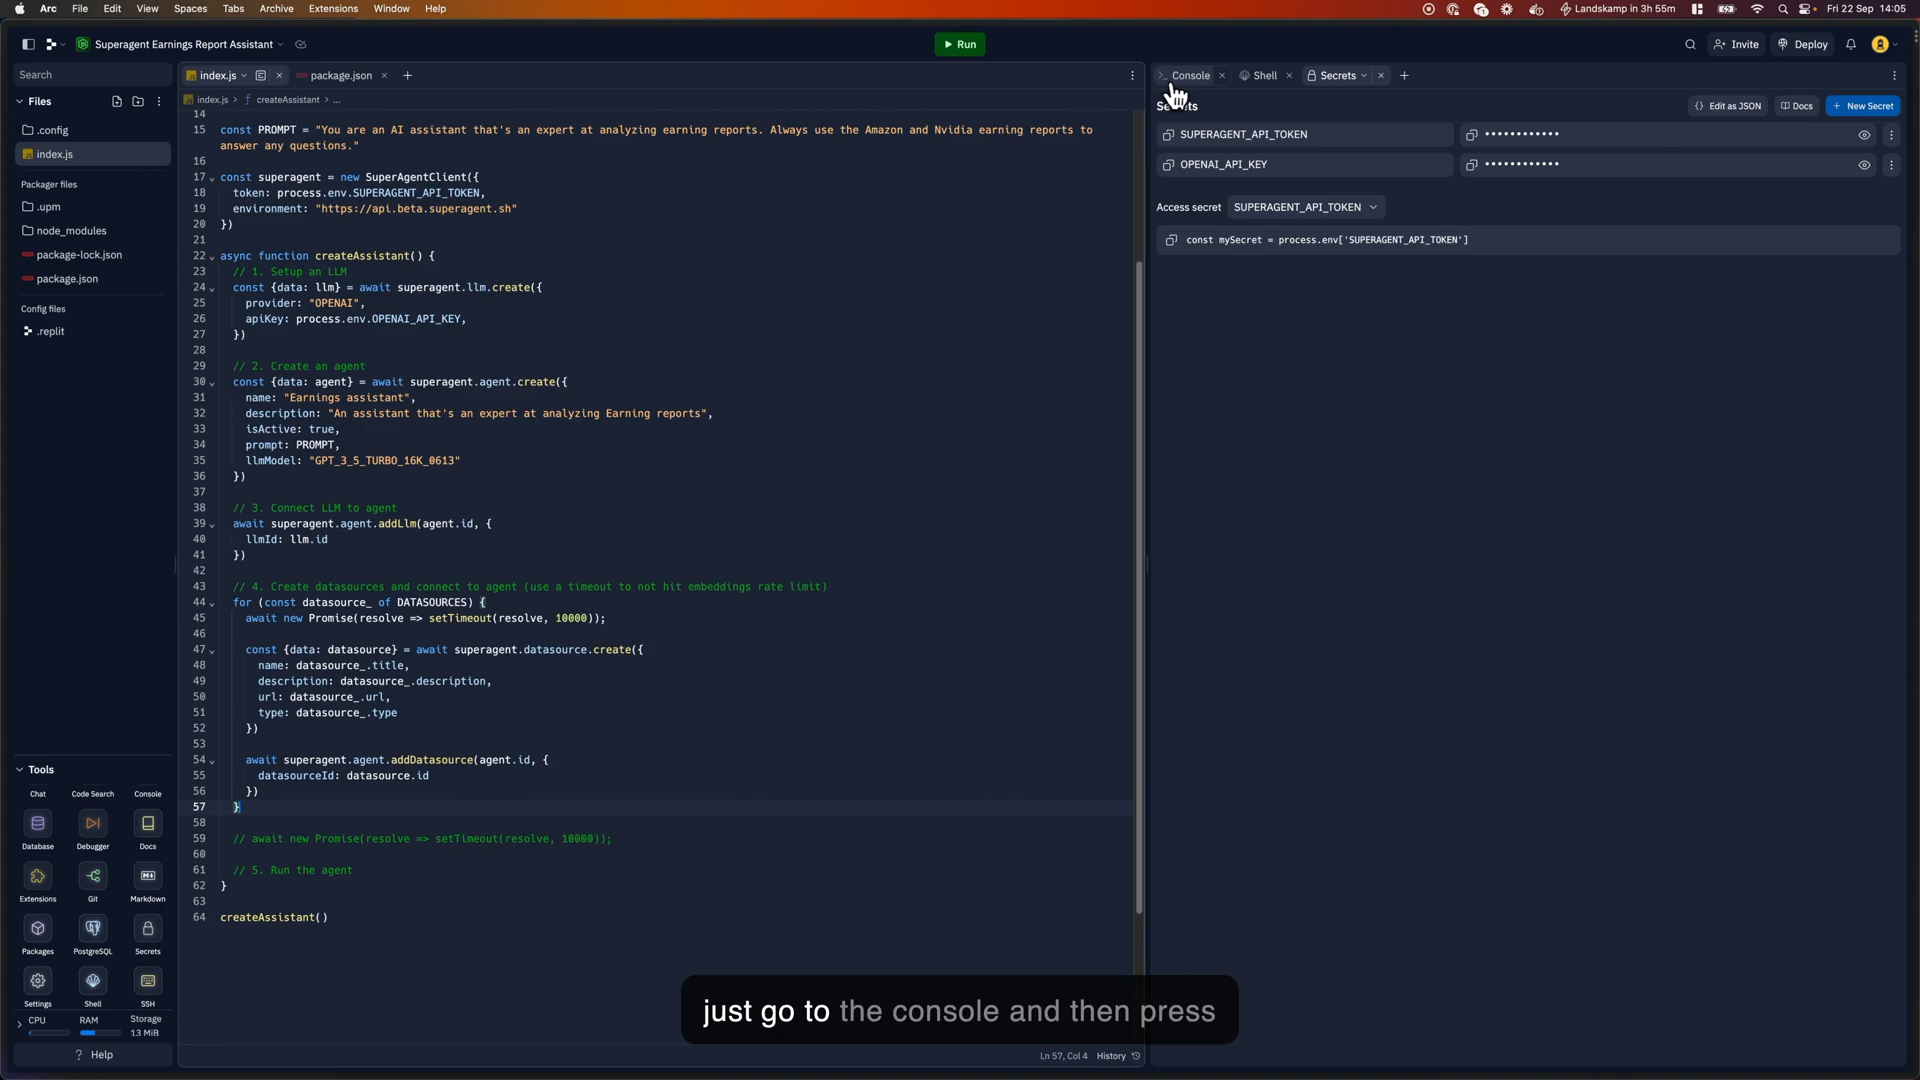 Arc File Edit View Spaces Tabs Archive Extensions Window Help
Landskamp in 3h 55m Fri 22 Sep 14:05
Superagent Earnings Report Assistant
Run
Invite Deploy
Search
index.js package.json
Console Shell Secrets
Files
index.js > createAssistant > ...
Edit as JSON Docs + New Secret
.config
index.js
Packager files
.upm
node_modules
package-lock.json
package.json
Config files
.replit
14
15 const PROMPT = "You are an AI assistant that's an expert at analyzing earning reports. Always use the Amazon and Nvidia earning reports to
answer any questions."
16
17 const superagent = new SuperAgentClient({
18 token: process.env.SUPERAGENT_API_TOKEN,
19 environment: "https://api.beta.superagent.sh"
20 })
21
22 async function createAssistant() {
23 // 1. Setup an LLM
24 const {data: llm} = await superagent.llm.create({
25 provider: "OPENAI",
26 apiKey: process.env.OPENAI_API_KEY,
27 })
28
29 // 2. Create an agent
30 const {data: agent} = await superagent.agent.create({
31 name: "Earnings assistant",
32 description: "An assistant that's an expert at analyzing Earning reports",
33 isActive: true,
34 prompt: PROMPT,
35 llmModel: "GPT_3_5_TURBO_16K_0613"
36 })
37
38 // 3. Connect LLM to agent
39 await superagent.agent.addLlm(agent.id, {
40 llmId: llm.id
41 })
42
43 // 4. Create datasources and connect to agent (use a timeout to not hit embeddings rate limit)
44 for (const datasource_ of DATASOURCES) {
45 await new Promise(resolve => setTimeout(resolve, 10000));
46
47 const {data: datasource} = await superagent.datasource.create({
48 name: datasource_.title,
49 description: datasource_.description,
50 url: datasource_.url,
51 type: datasource_.type
52 })
53
54 await superagent.agent.addDatasource(agent.id, {
55 datasourceId: datasource.id
56 })
57 }
58
59 // await new Promise(resolve => setTimeout(resolve, 10000));
60
61 // 5. Run the agent
62 }
63
64 createAssistant()
SUPERAGENT_API_TOKEN ••••••••••••
OPENAI_API_KEY ••••••••••••
Access secret SUPERAGENT_API_TOKEN
const mySecret = process.env['SUPERAGENT_API_TOKEN']
Tools
Chat Code Search Console
Database Debugger Docs
Extensions Git Markdown
Packages PostgreSQL Secrets
Settings Shell SSH
CPU RAM Storage
13 MiB
? Help
just go to the console and then press
Ln 57, Col 4 History